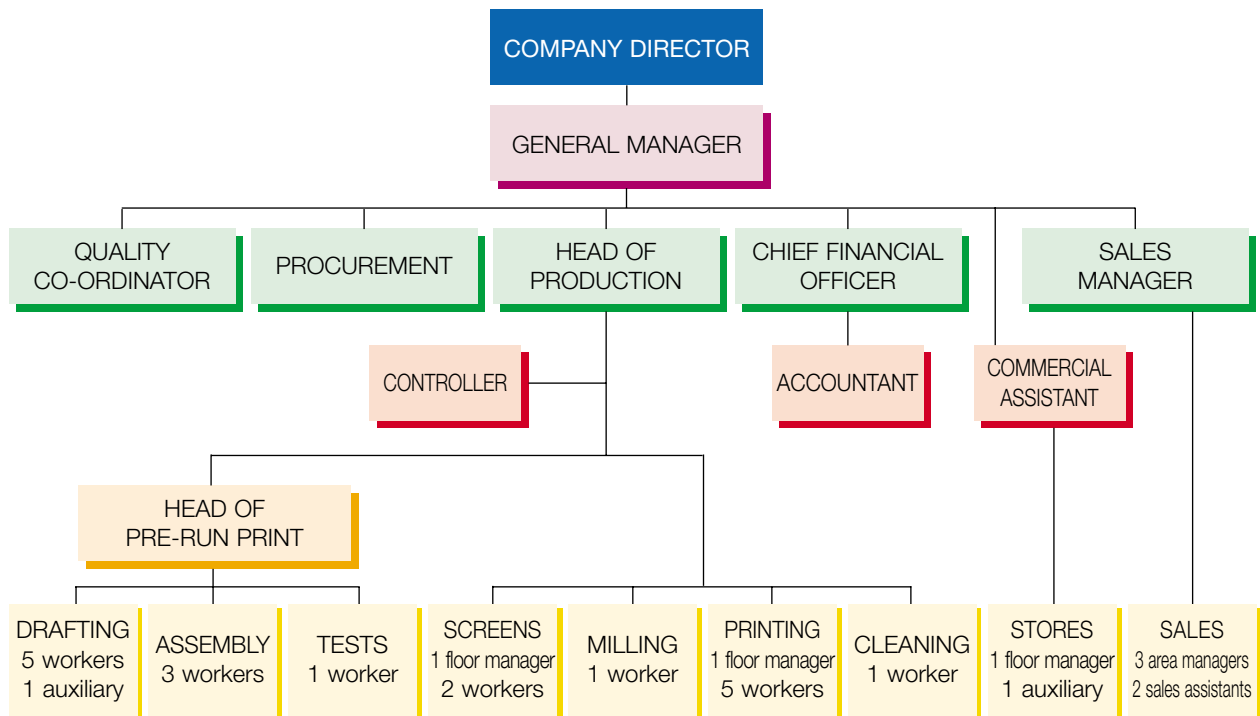 COMPANY DIRECTOR
GENERAL MANAGER
QUALITY
CO-ORDINATOR
PROCUREMENT
HEAD OF
PRODUCTION
CHIEF FINANCIAL
OFFICER
SALES
MANAGER
CONTROLLER
ACCOUNTANT
COMMERCIAL
ASSISTANT
HEAD OF
PRE-RUN PRINT
DRAFTING
5 workers
1 auxiliary
ASSEMBLY
3 workers
TESTS
1 worker
SCREENS
1 floor manager
2 workers
MILLING
1 worker
PRINTING
1 floor manager
5 workers
CLEANING
1 worker
STORES
1 floor manager
1 auxiliary
SALES
3 area managers
2 sales assistants